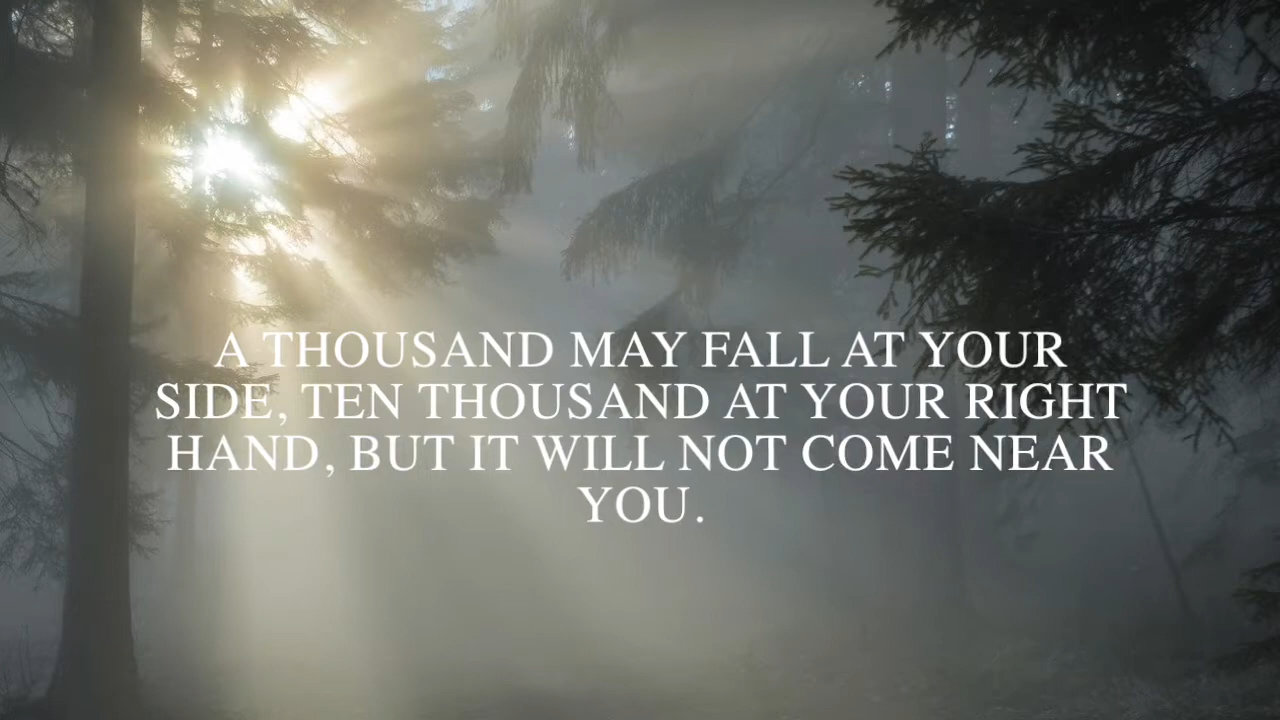 A THOUSAND MAY FALL AT YOUR
SIDE, TEN THOUSAND AT YOUR RIGHT
HAND, BUT IT WILL NOT COME NEAR
YOU.